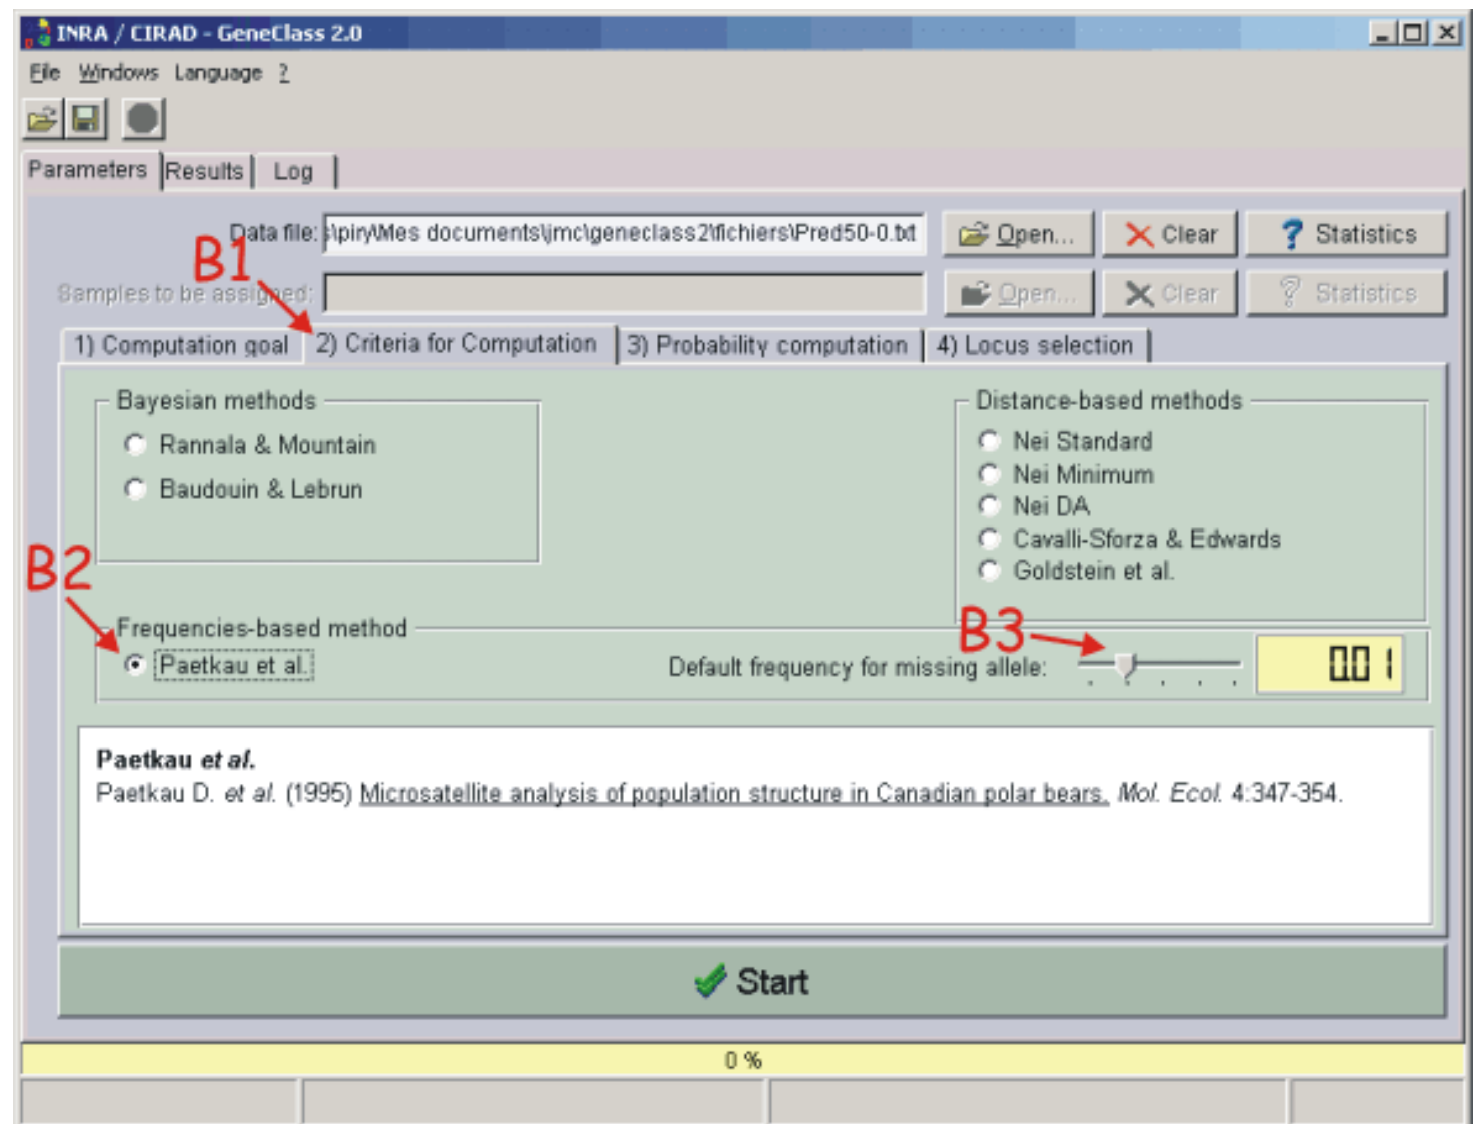 INRA / CIRAD - GeneClass 2.0
File Windows Language ?
Parameters Results Log
Data file: s\piry\Mes documents\jmc\geneclass2\fichiers\Pred50-0.txt Open... Clear ? Statistics
B1
Samples to be assigned: Open... Clear ? Statistics
1) Computation goal 2) Criteria for Computation 3) Probability computation 4) Locus selection
Bayesian methods Distance-based methods
Rannala & Mountain Nei Standard
Nei Minimum
Baudouin & Lebrun Nei DA
Cavalli-Sforza & Edwards
B2 Goldstein et al.
Frequencies-based method B3
Paetkau et al. Default frequency for missing allele: 0.01
Paetkau et al.
Paetkau D. et al. (1995) Microsatellite analysis of population structure in Canadian polar bears. Mol. Ecol. 4:347-354.
Start
0 %